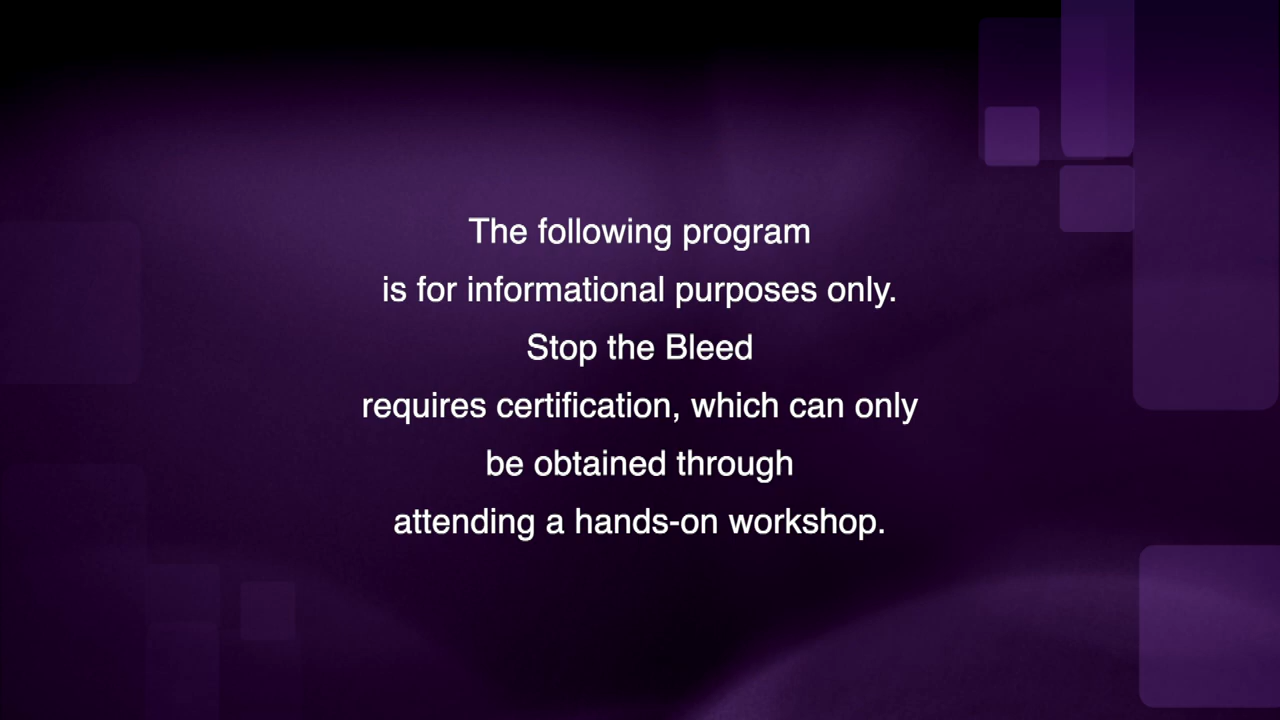 The following program
is for informational purposes only.
Stop the Bleed
requires certification, which can only
be obtained through
attending a hands-on workshop.